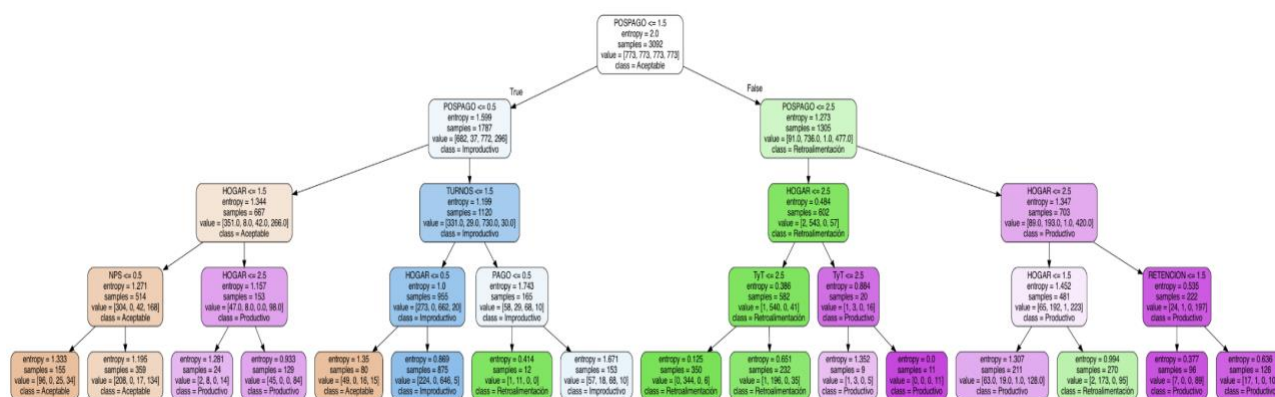 POSPAGO <= 1.5
entropy = 2.0
samples = 3092
value = [773, 773, 773, 773]
class = Aceptable
True
False
POSPAGO <= 0.5
entropy = 1.599
samples = 1787
value = [682, 37, 772, 296]
class = Improductivo
POSPAGO <= 2.5
entropy = 1.273
samples = 1305
value = [91.0, 736.0, 1.0, 477.0]
class = Retroalimentación
HOGAR <= 1.5
entropy = 1.344
samples = 667
value = [351.0, 8.0, 42.0, 266.0]
class = Aceptable
TURNOS <= 1.5
entropy = 1.199
samples = 1120
value = [331.0, 29.0, 730.0, 30.0]
class = Improductivo
HOGAR <= 2.5
entropy = 0.484
samples = 602
value = [2, 543, 0, 57]
class = Retroalimentación
HOGAR <= 2.5
entropy = 1.347
samples = 703
value = [89.0, 193.0, 1.0, 420.0]
class = Productivo
NPS <= 0.5
entropy = 1.271
samples = 514
value = [304, 0, 42, 168]
class = Aceptable
HOGAR <= 2.5
entropy = 1.157
samples = 153
value = [47.0, 8.0, 0.0, 98.0]
class = Productivo
HOGAR <= 0.5
entropy = 1.0
samples = 955
value = [273, 0, 662, 20]
class = Improductivo
PAGO <= 0.5
entropy = 1.743
samples = 165
value = [58, 29, 68, 10]
class = Improductivo
TyT <= 2.5
entropy = 0.386
samples = 582
value = [1, 540, 0, 41]
class = Retroalimentación
TyT <= 2.5
entropy = 0.884
samples = 20
value = [1, 3, 0, 16]
class = Productivo
HOGAR <= 1.5
entropy = 1.452
samples = 481
value = [65, 192, 1, 223]
class = Productivo
RETENCION <= 1.5
entropy = 0.535
samples = 222
value = [24, 1, 0, 197]
class = Productivo
entropy = 1.333
samples = 155
value = [96, 0, 25, 34]
class = Aceptable
entropy = 1.195
samples = 359
value = [208, 0, 17, 134]
class = Aceptable
entropy = 1.281
samples = 24
value = [2, 8, 0, 14]
class = Productivo
entropy = 0.933
samples = 129
value = [45, 0, 0, 84]
class = Productivo
entropy = 1.35
samples = 80
value = [49, 0, 16, 15]
class = Aceptable
entropy = 0.869
samples = 875
value = [224, 0, 646, 5]
class = Improductivo
entropy = 0.414
samples = 12
value = [1, 11, 0, 0]
class = Retroalimentación
entropy = 1.671
samples = 153
value = [57, 18, 68, 10]
class = Improductivo
entropy = 0.125
samples = 350
value = [0, 344, 0, 6]
class = Retroalimentación
entropy = 0.651
samples = 232
value = [1, 196, 0, 35]
class = Retroalimentación
entropy = 1.352
samples = 9
value = [1, 3, 0, 5]
class = Productivo
entropy = 0.0
samples = 11
value = [0, 0, 0, 11]
class = Productivo
entropy = 1.307
samples = 211
value = [63.0, 19.0, 1.0, 128.0]
class = Productivo
entropy = 0.994
samples = 270
value = [2, 173, 0, 95]
class = Retroalimentación
entropy = 0.377
samples = 96
value = [7, 0, 0, 89]
class = Productivo
entropy = 0.636
samples = 126
value = [17, 1, 0, 10
class = Productivo